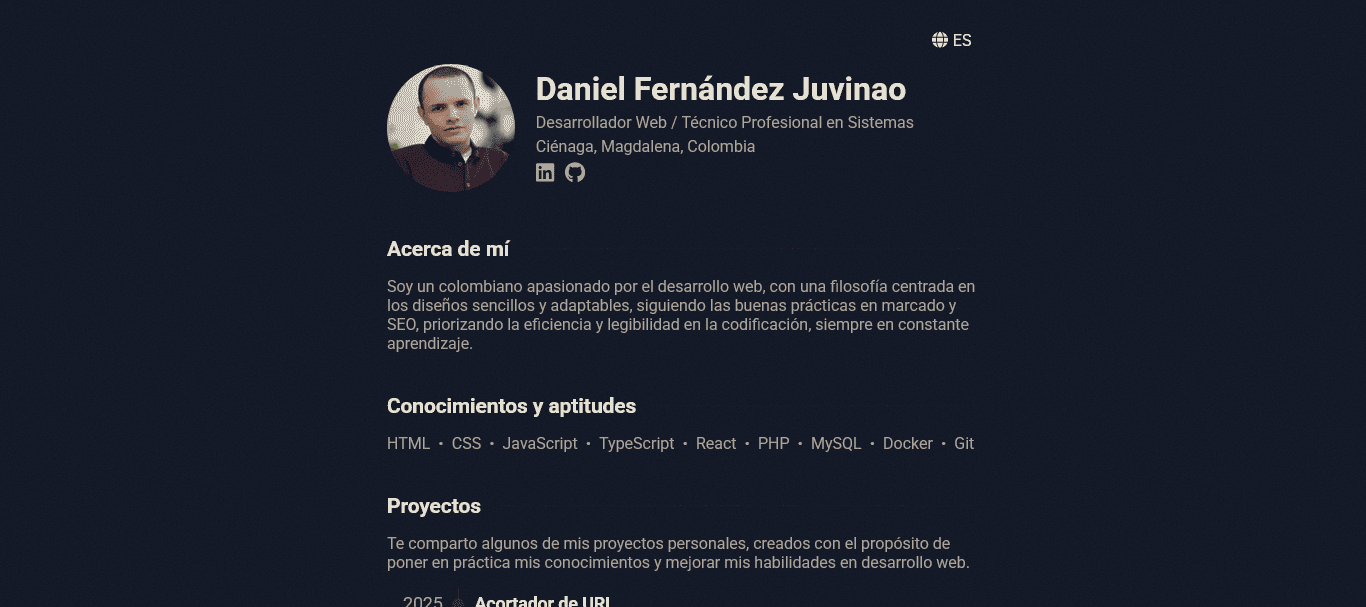 ES
Daniel Fernández Juvinao
Desarrollador Web / Técnico Profesional en Sistemas
Ciénaga, Magdalena, Colombia
Acerca de mí
Soy un colombiano apasionado por el desarrollo web, con una filosofía centrada en
los diseños sencillos y adaptables, siguiendo las buenas prácticas en marcado y
SEO, priorizando la eficiencia y legibilidad en la codificación, siempre en constante
aprendizaje.
Conocimientos y aptitudes
HTML • CSS • JavaScript • TypeScript • React • PHP • MySQL • Docker • Git
Proyectos
Te comparto algunos de mis proyectos personales, creados con el propósito de
poner en práctica mis conocimientos y mejorar mis habilidades en desarrollo web.
2025 Acortador de URL